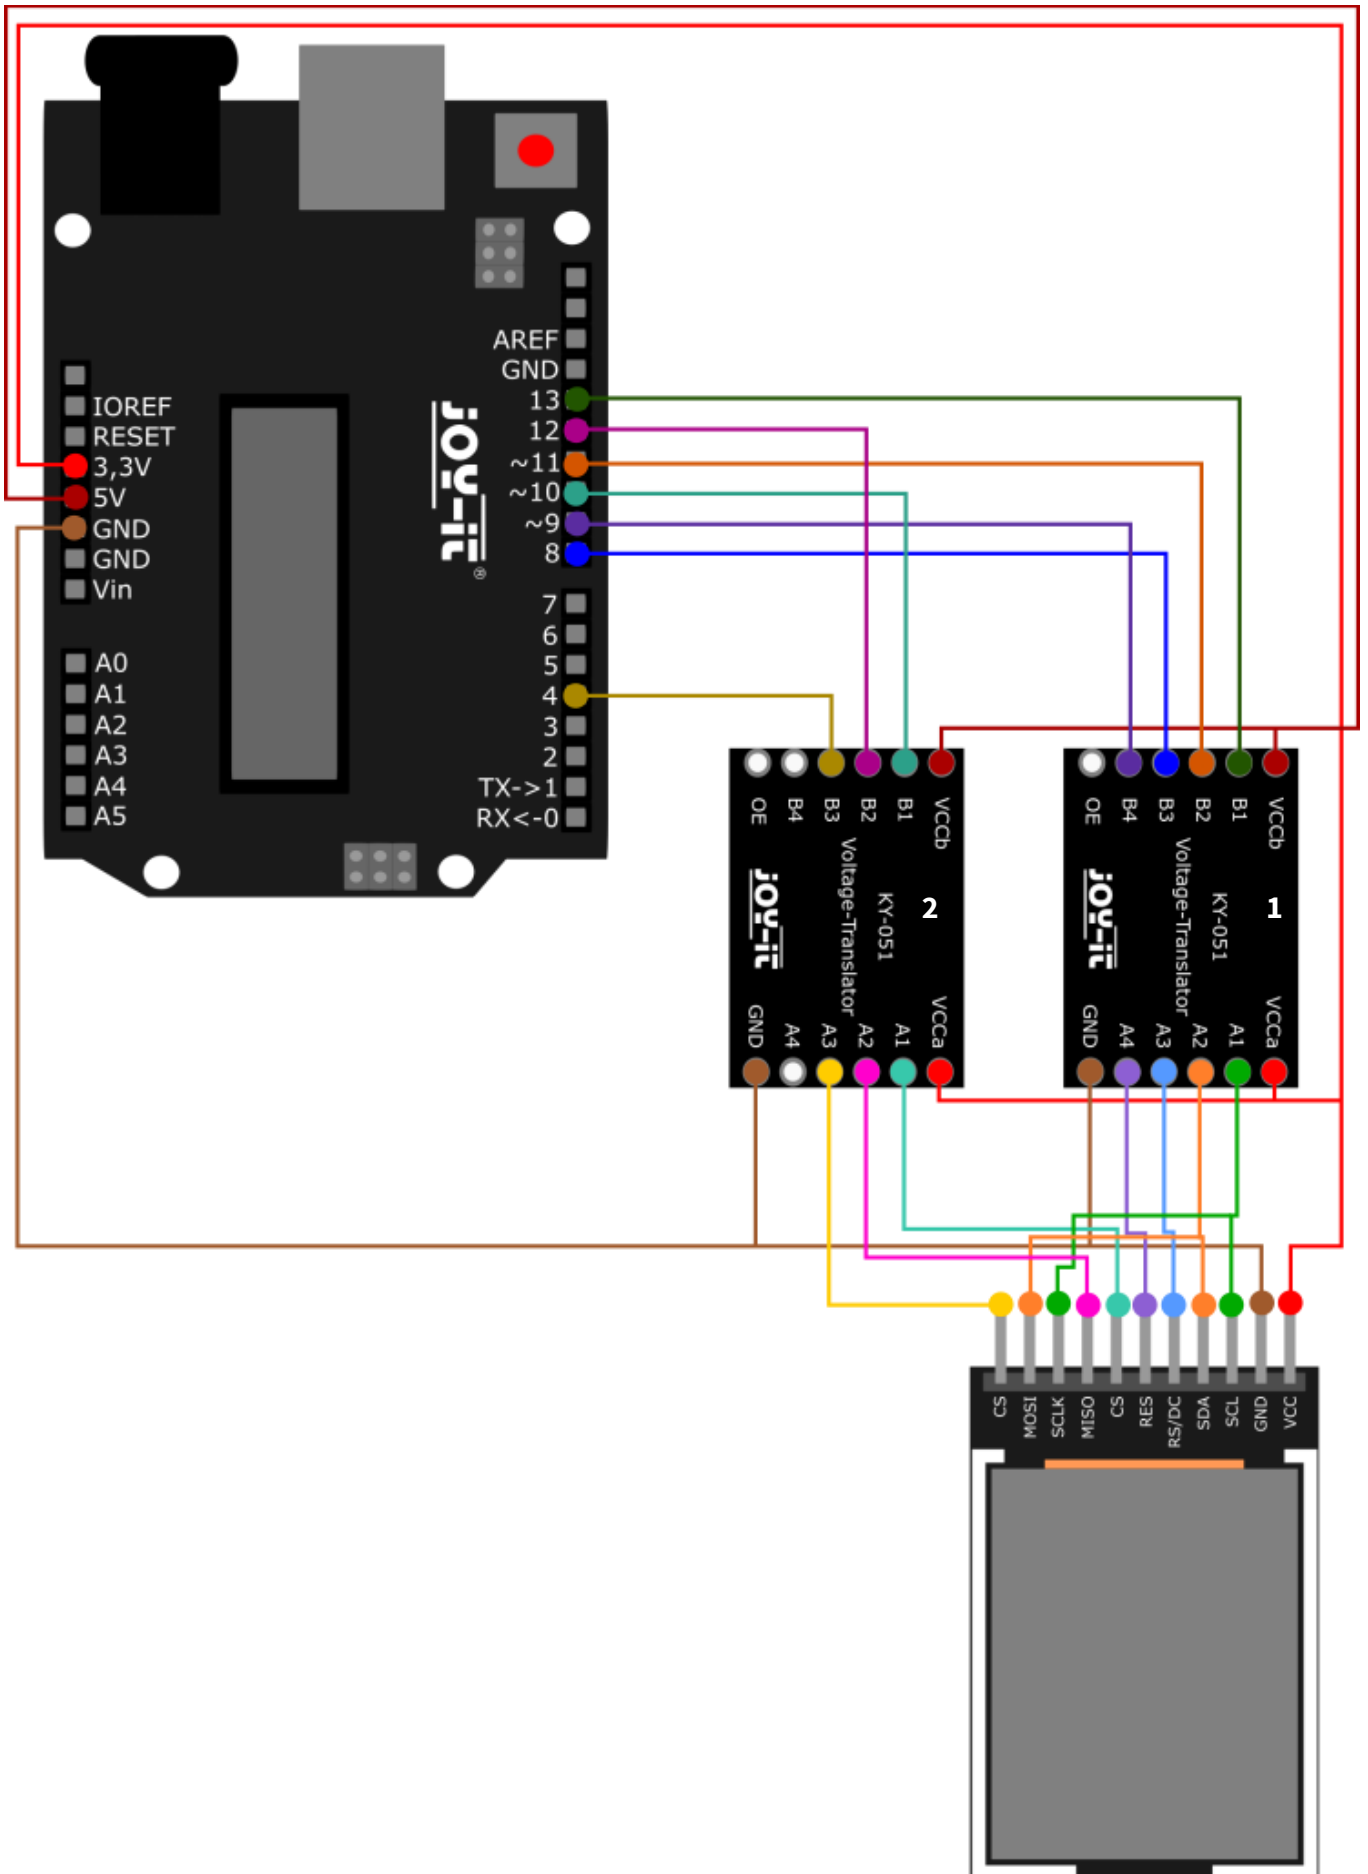 AREF
GND
13
12
~11
~10
~9
8
7
6
5
4
3
2
TX->1
RX<-0
IOREF
RESET
3,3V
5V
GND
GND
Vin
A0
A1
A2
A3
A4
A5
joy-it
®
OE
B4
B3
B2
B1
VCCb
joy-it
Voltage-Translator
KY-051
2
GND
A4
A3
A2
A1
VCCa
OE
B4
B3
B2
B1
VCCb
joy-it
Voltage-Translator
KY-051
1
GND
A4
A3
A2
A1
VCCa
CS
MOSI
SCLK
MISO
CS
RES
RS/DC
SDA
SCL
GND
VCC